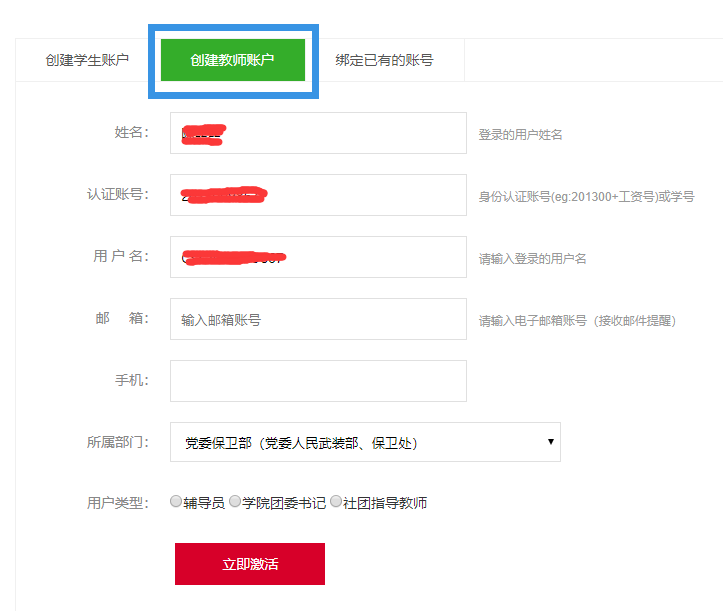 创建学生账户 创建教师账户 绑定已有的账号
姓名: 登录的用户姓名
认证账号: 身份认证账号(eg:201300+工资号)或学号
用 户 名: 请输入登录的用户名
邮 箱: 输入邮箱账号 请输入电子邮箱账号（接收邮件提醒）
手机:
所属部门: 党委保卫部（党委人民武装部、保卫处）
用户类型: 辅导员 学院团委书记 社团指导教师
立即激活